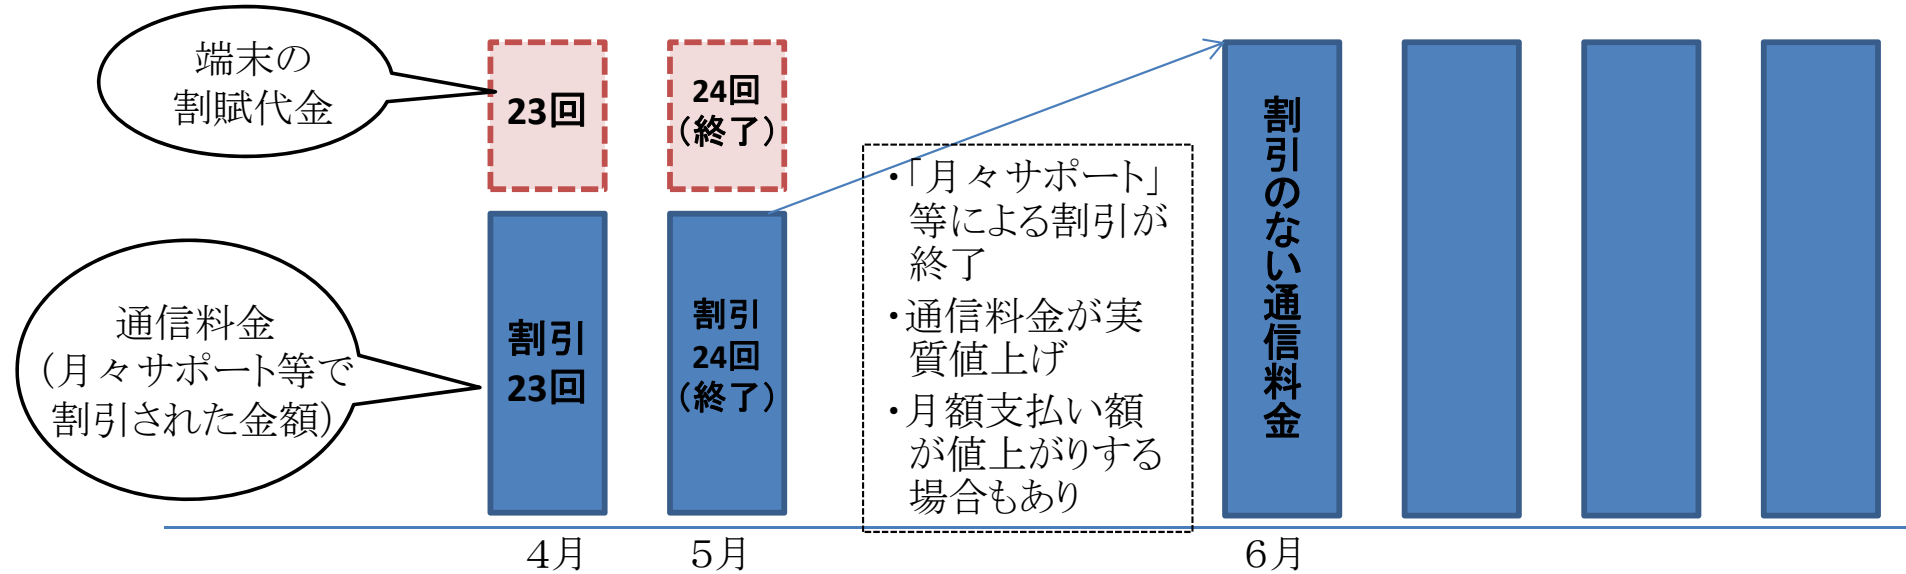 端末の
割賦代金
23回
24回
（終了）
通信料金
（月々サポート等で
割引された金額）
割引
23回
割引
24回
（終了）
・「月々サポート」
等による割引が
終了
・通信料金が実
質値上げ
・月額支払い額
が値上がりする
場合もあり
割引のない通信料金
４月
５月
６月